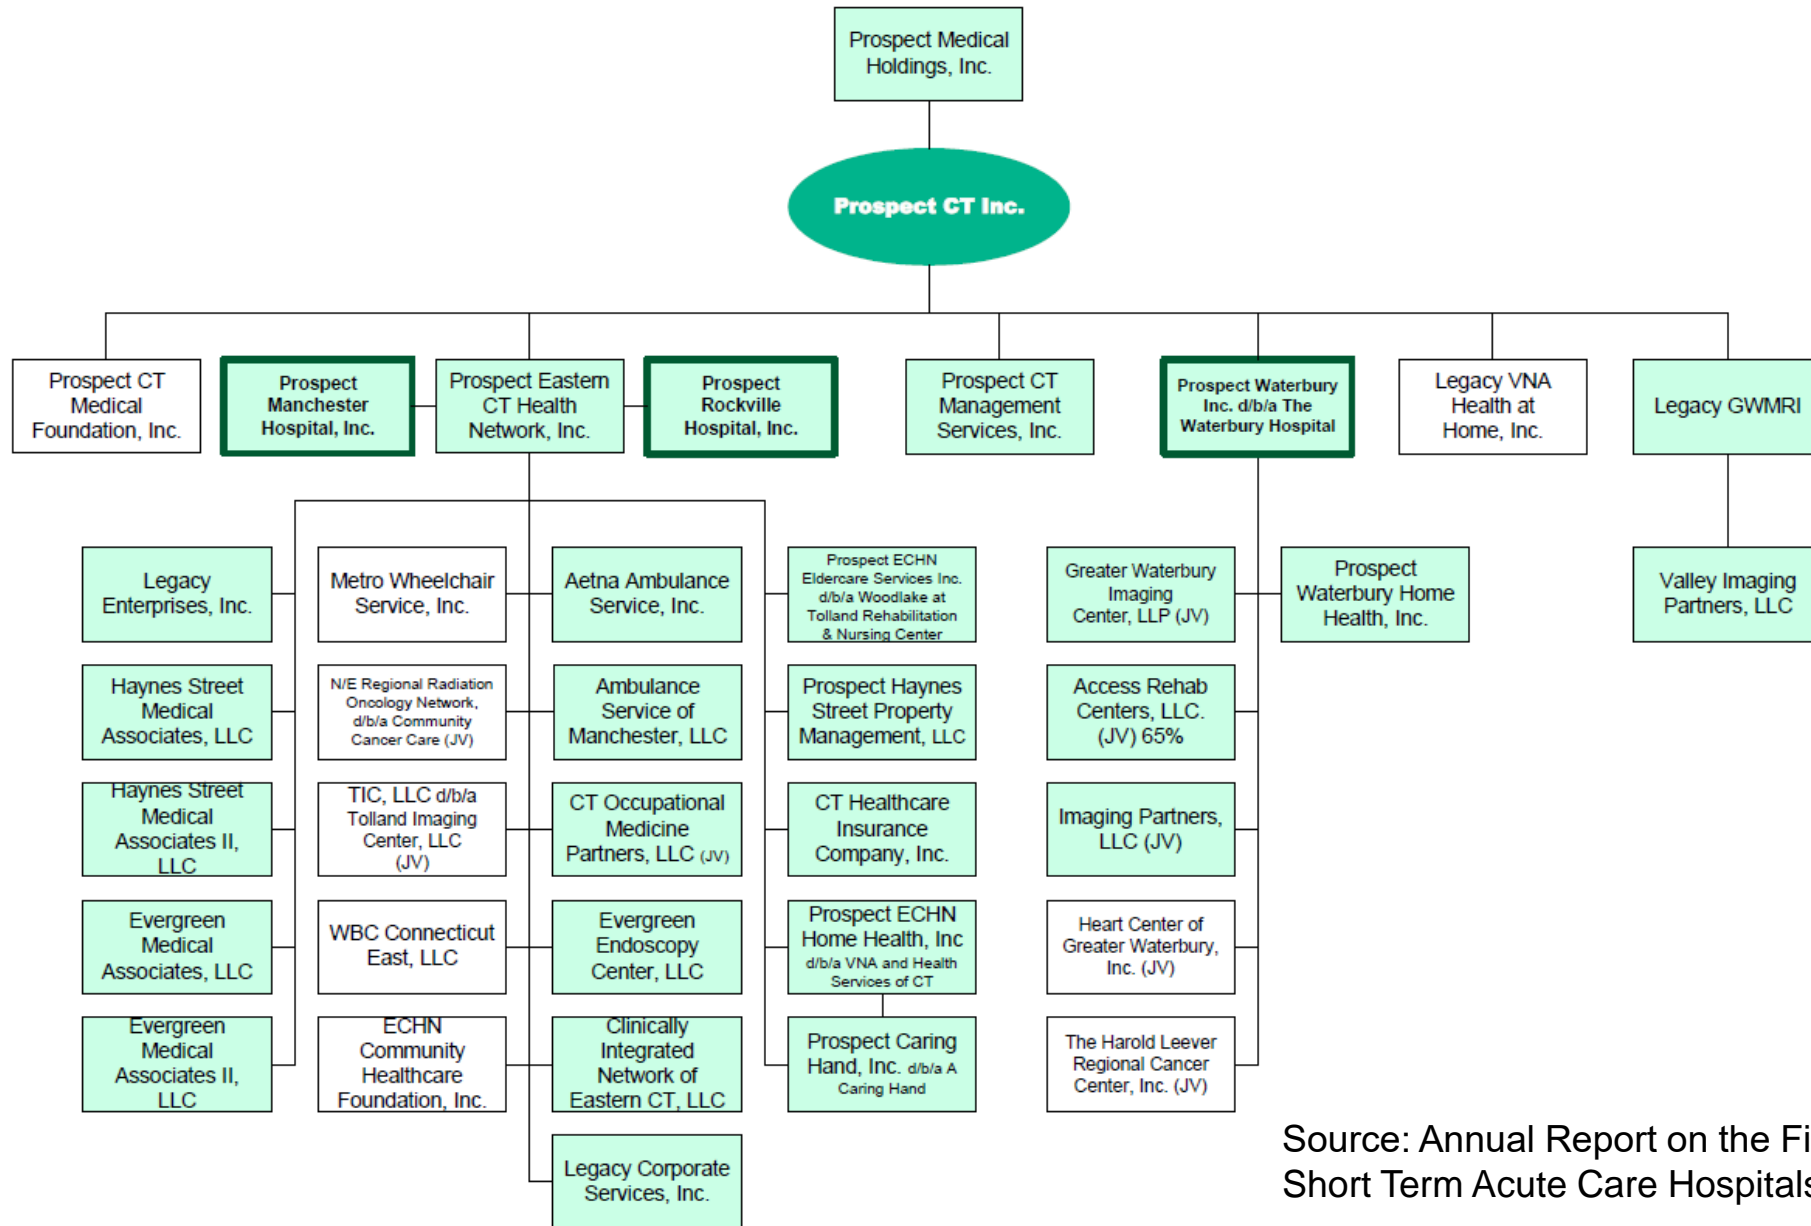 Prospect Medical
Holdings, Inc.
Prospect CT Inc.
Prospect CT
Medical
Foundation, Inc.
Prospect
Manchester
Hospital, Inc.
Prospect Eastern
CT Health
Network, Inc.
Prospect
Rockville
Hospital, Inc.
Prospect CT
Management
Services, Inc.
Prospect Waterbury
Inc. d/b/a The
Waterbury Hospital
Legacy VNA
Health at
Home, Inc.
Legacy GWMRI
Legacy
Enterprises, Inc.
Metro Wheelchair
Service, Inc.
Aetna Ambulance
Service, Inc.
Prospect ECHN
Eldercare Services Inc.
d/b/a Woodlake at
Tolland Rehabilitation
& Nursing Center
Greater Waterbury
Imaging
Center, LLP (JV)
Prospect
Waterbury Home
Health, Inc.
Valley Imaging
Partners, LLC
Haynes Street
Medical
Associates, LLC
N/E Regional Radiation
Oncology Network,
d/b/a Community
Cancer Care (JV)
Ambulance
Service of
Manchester, LLC
Prospect Haynes
Street Property
Management, LLC
Access Rehab
Centers, LLC.
(JV) 65%
Haynes Street
Medical
Associates II,
LLC
TIC, LLC d/b/a
Tolland Imaging
Center, LLC
(JV)
CT Occupational
Medicine
Partners, LLC (JV)
CT Healthcare
Insurance
Company, Inc.
Imaging Partners,
LLC (JV)
Evergreen
Medical
Associates, LLC
WBC Connecticut
East, LLC
Evergreen
Endoscopy
Center, LLC
Prospect ECHN
Home Health, Inc
d/b/a VNA and Health
Services of CT
Heart Center of
Greater Waterbury,
Inc. (JV)
Evergreen
Medical
Associates II,
LLC
ECHN
Community
Healthcare
Foundation, Inc.
Clinically
Integrated
Network of
Eastern CT, LLC
Prospect Caring
Hand, Inc. d/b/a A
Caring Hand
The Harold Leever
Regional Cancer
Center, Inc. (JV)
Legacy Corporate
Services, Inc.
Source: Annual Report on the Fi
Short Term Acute Care Hospitals